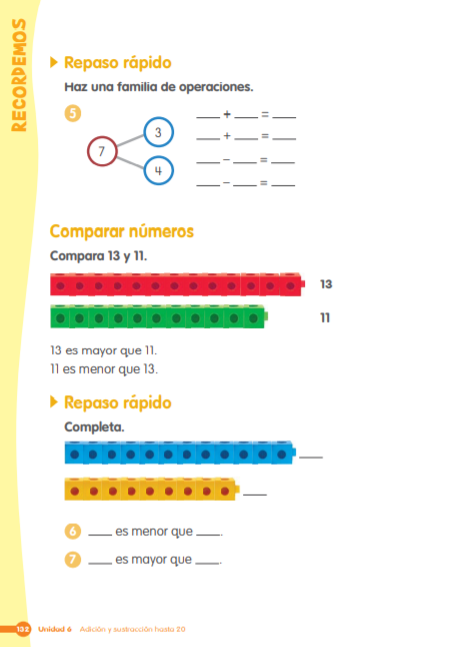 RECORDEMOS
Repaso rápido
Haz una familia de operaciones.
5
7
3
4
____ + ____ = ____
____ + ____ = ____
____ – ____ = ____
____ – ____ = ____
Comparar números
Compara 13 y 11.
13
11
13 es mayor que 11.
11 es menor que 13.
Repaso rápido
Completa.
____
____
6 ____ es menor que ____.
7 ____ es mayor que ____.
132 Unidad 6 Adición y sustracción hasta 20